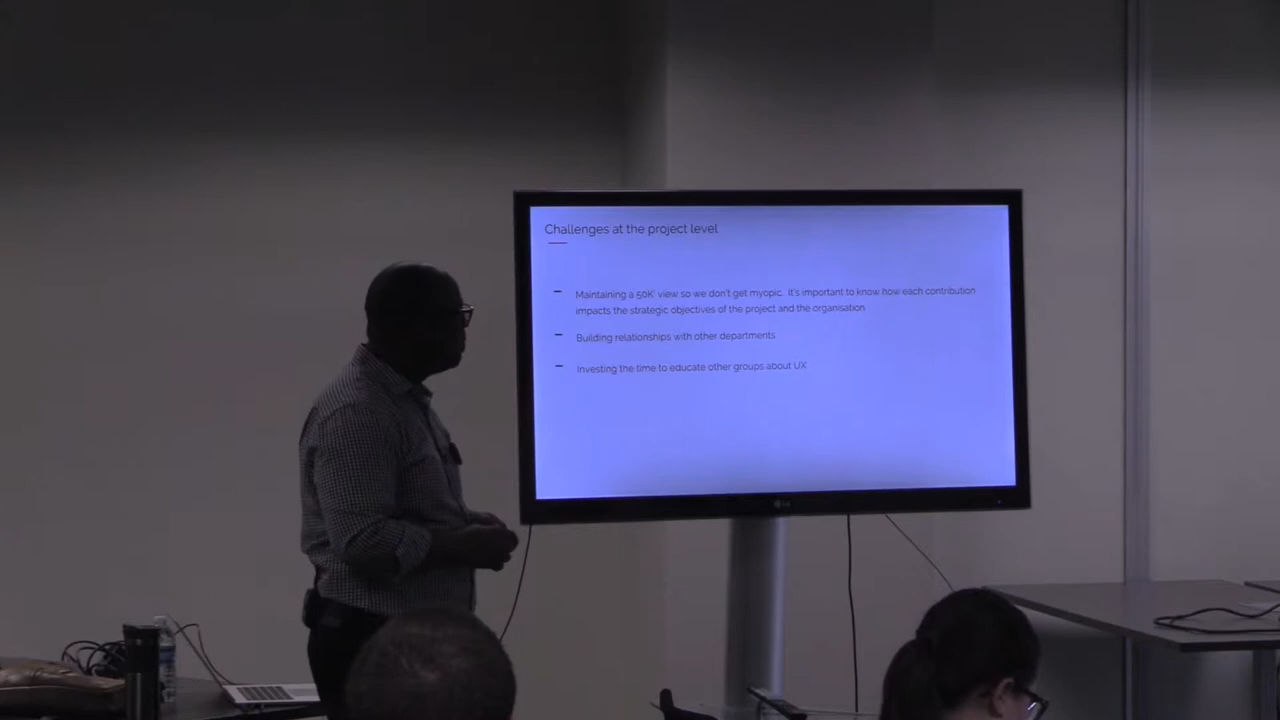 Challenges at the project level
Maintaining a 50K' view so we don't get myopic. It's important to know how each contribution
impacts the strategic objectives of the project and the organisation
Building relationships with other departments
Investing the time to educate other groups about UX
LG